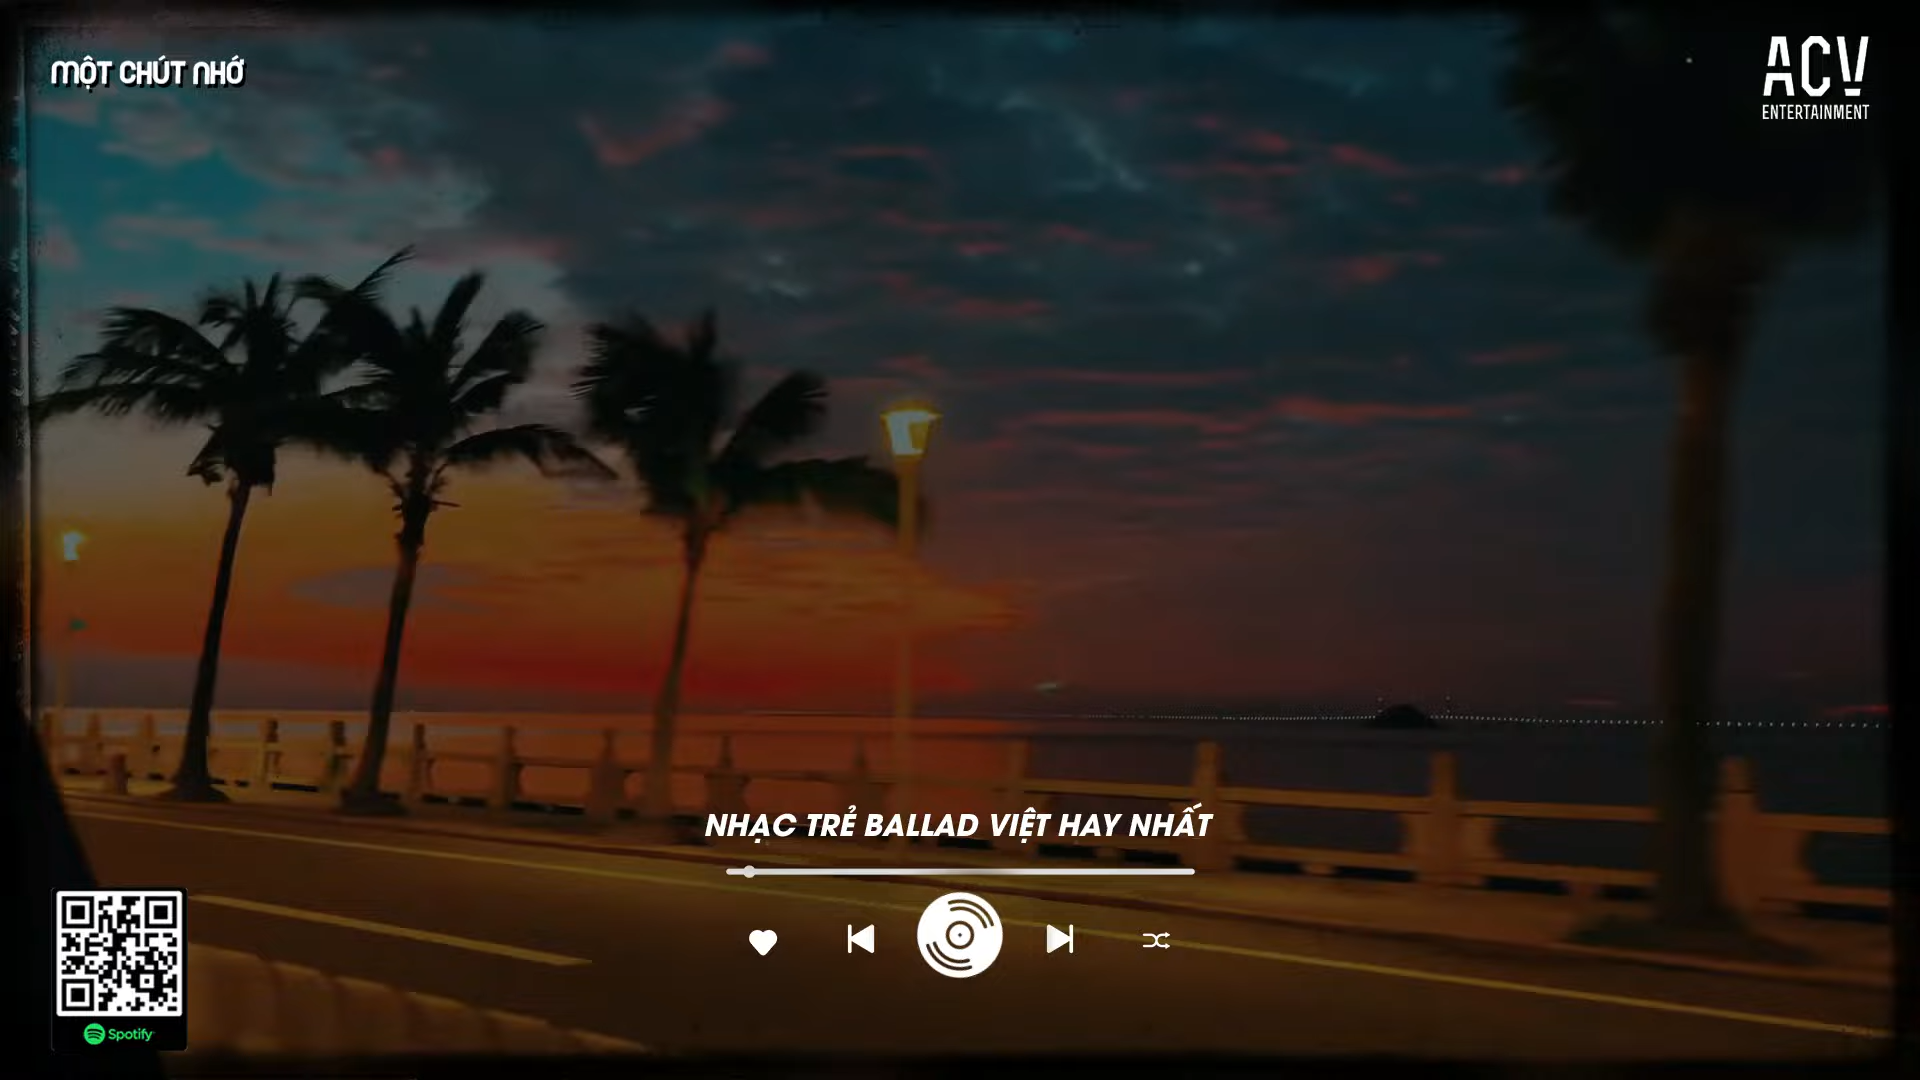 MỘT CHÚT NHỚ
ACV
ENTERTAINMENT
NHẠC TRẺ BALLAD VIỆT HAY NHẤT
Spotify